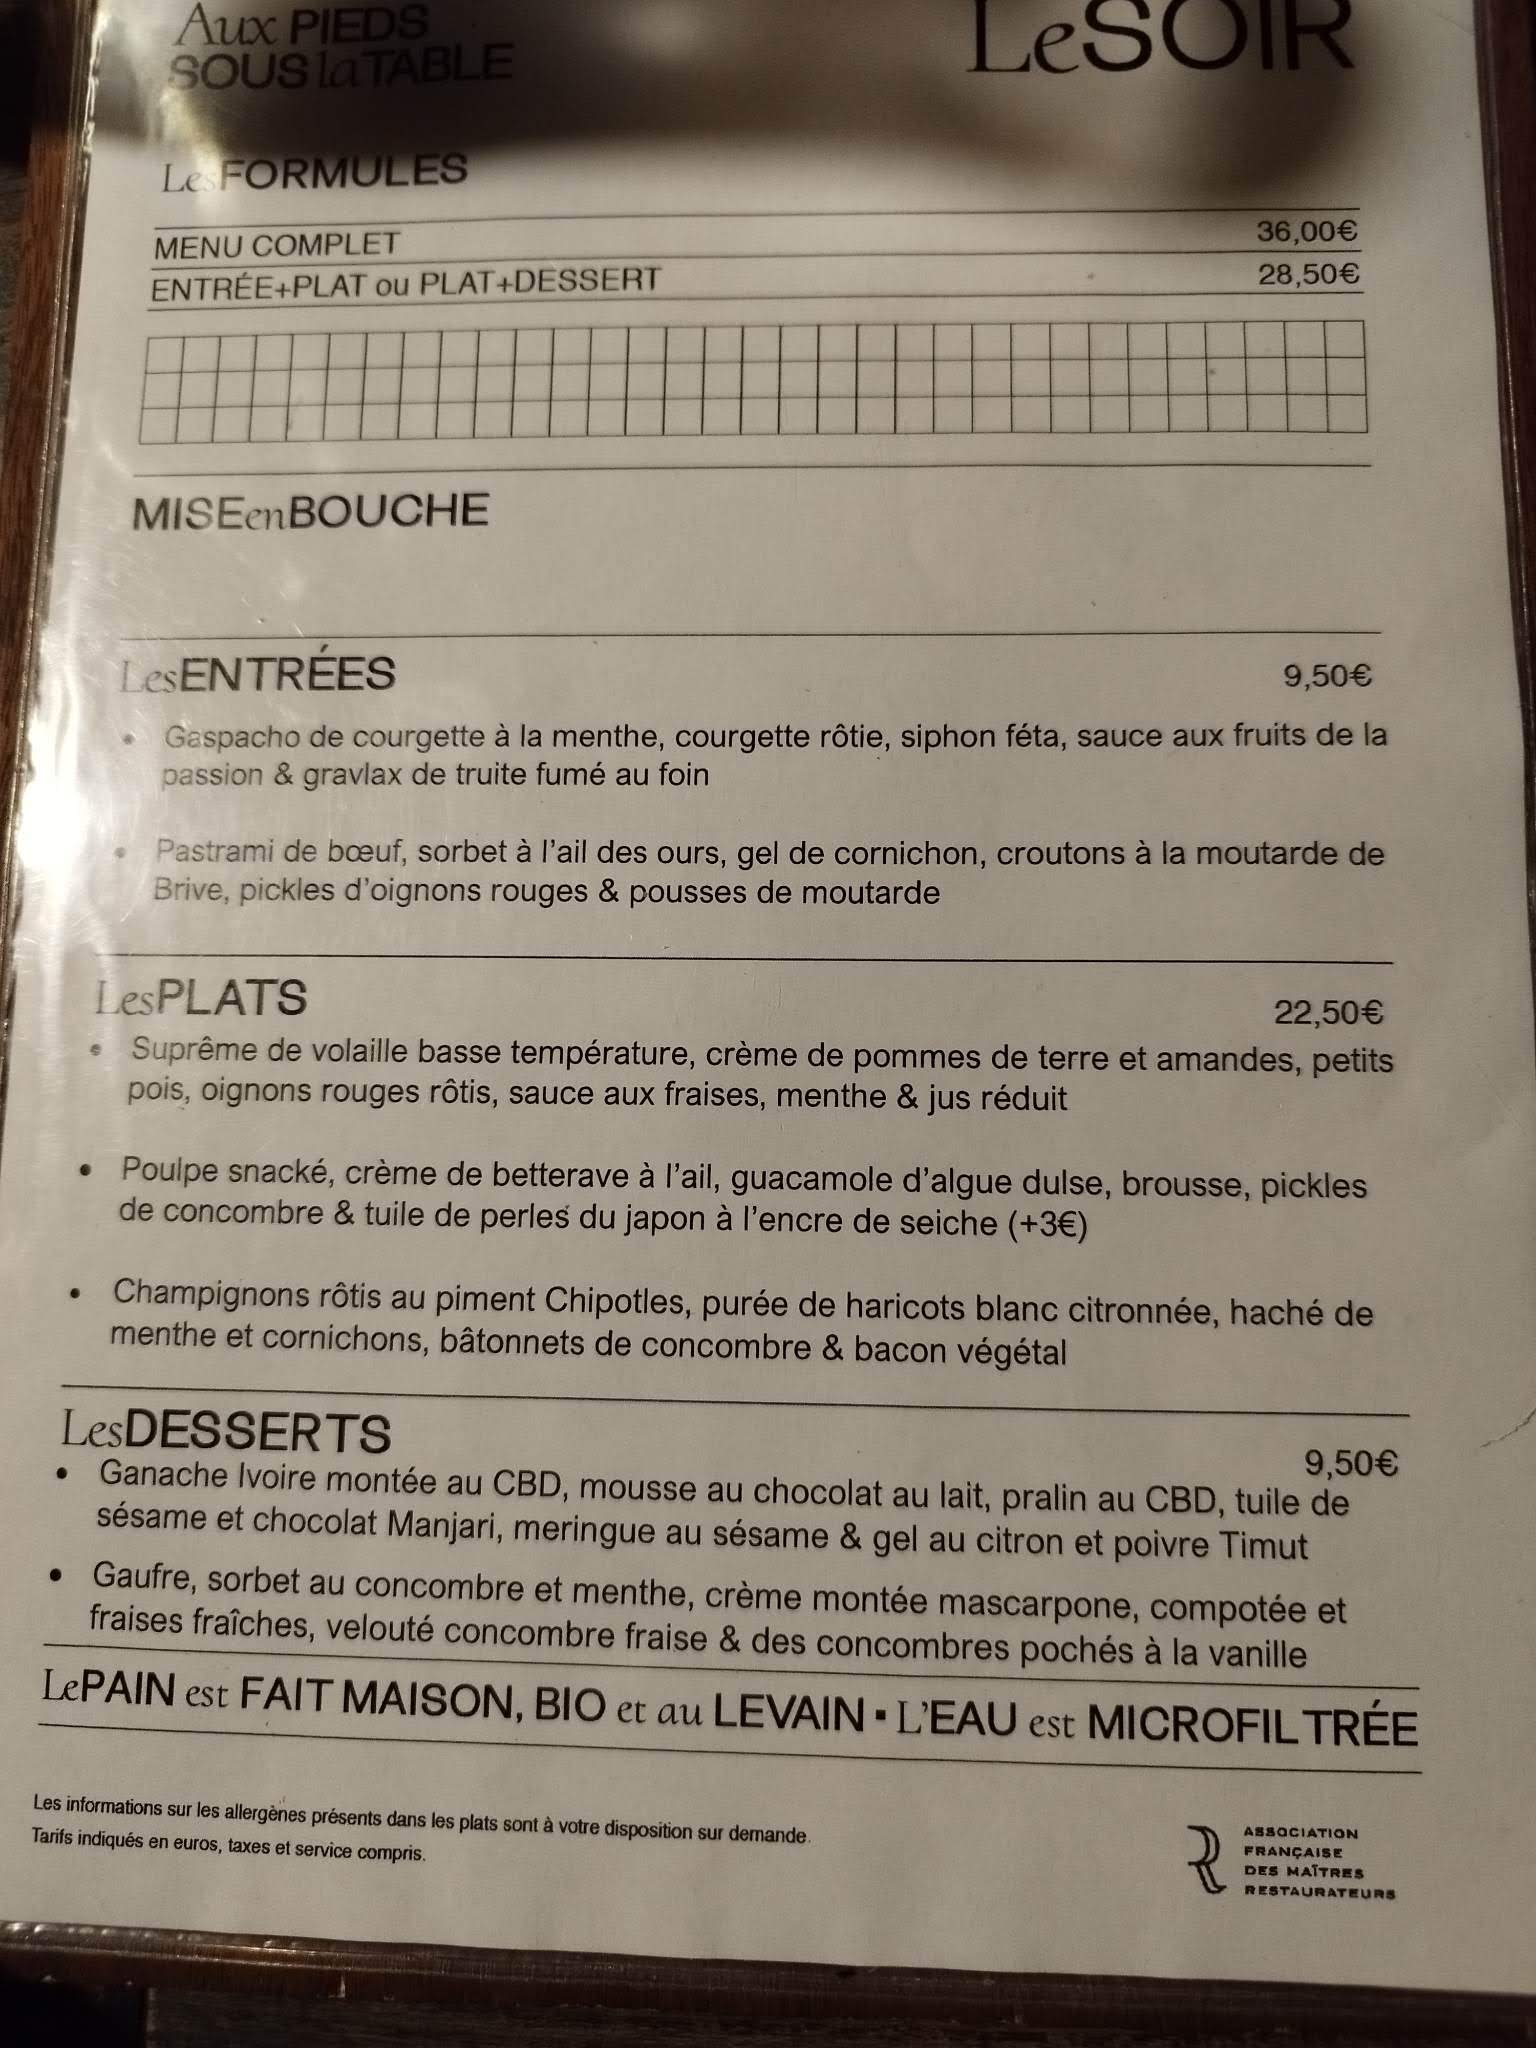 Aux PIEDS
SOUS la TABLE
LeSOIR
LesFORMULES
MENU COMPLET 36,00€
ENTRÉE+PLAT ou PLAT+DESSERT 28,50€
MISEenBOUCHE
LesENTRÉES 9,50€
• Gaspacho de courgette à la menthe, courgette rôtie, siphon féta, sauce aux fruits de la
passion & gravlax de truite fumé au foin
• Pastrami de bœuf, sorbet à l'ail des ours, gel de cornichon, croutons à la moutarde de
Brive, pickles d'oignons rouges & pousses de moutarde
LesPLATS 22,50€
• Suprême de volaille basse température, crème de pommes de terre et amandes, petits
pois, oignons rouges rôtis, sauce aux fraises, menthe & jus réduit
• Poulpe snacké, crème de betterave à l'ail, guacamole d'algue dulse, brousse, pickles
de concombre & tuile de perles du japon à l'encre de seiche (+3€)
• Champignons rôtis au piment Chipotles, purée de haricots blanc citronnée, haché de
menthe et cornichons, bâtonnets de concombre & bacon végétal
LesDESSERTS 9,50€
• Ganache Ivoire montée au CBD, mousse au chocolat au lait, pralin au CBD, tuile de
sésame et chocolat Manjari, meringue au sésame & gel au citron et poivre Timut
• Gaufre, sorbet au concombre et menthe, crème montée mascarpone, compotée et
fraises fraîches, velouté concombre fraise & des concombres pochés à la vanille
LePAIN est FAIT MAISON, BIO et au LEVAIN ▪ L'EAU est MICROFILTRÉE
Les informations sur les allergènes présents dans les plats sont à votre disposition sur demande.
Tarifs indiqués en euros, taxes et service compris.
ASSOCIATION
FRANÇAISE
DES MAÎTRES
RESTAURATEURS